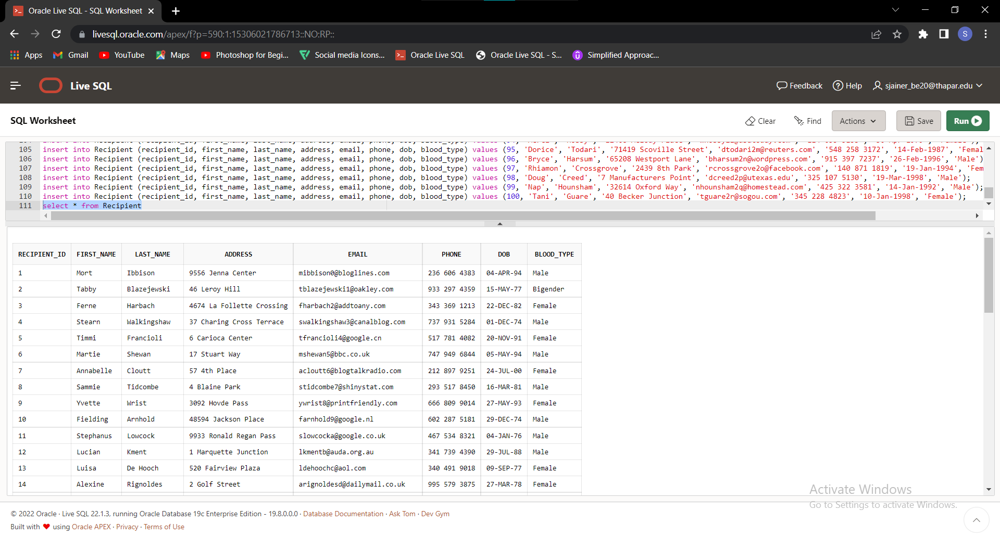 Oracle Live SQL - SQL Worksheet
livesql.oracle.com/apex/f?p=590:1:15306021786713::NO:RP::
S
Apps Gmail YouTube Maps Photoshop for Begi... Social media Icons... Oracle Live SQL Oracle Live SQL - S... Simplified Approac...
Live SQL
Feedback Help sjainer_be20@thapar.edu
SQL Worksheet
Clear Find Actions Save Run
105 insert into Recipient (recipient_id, first_name, last_name, address, email, phone, dob, blood_type) values (95, 'Dorice', 'Todari', '71419 Scoville Street', 'dtodari2m@reuters.com', '548 258 3172', '14-Feb-1987', 'Femal
106 insert into Recipient (recipient_id, first_name, last_name, address, email, phone, dob, blood_type) values (96, 'Bryce', 'Harsum', '65208 Westport Lane', 'bharsum2n@wordpress.com', '915 397 7237', '26-Feb-1996', 'Male')
107 insert into Recipient (recipient_id, first_name, last_name, address, email, phone, dob, blood_type) values (97, 'Rhiamon', 'Crossgrove', '2439 8th Park', 'rcrossgrove2o@facebook.com', '140 871 1819', '19-Jan-1994', 'Fem
108 insert into Recipient (recipient_id, first_name, last_name, address, email, phone, dob, blood_type) values (98, 'Doug', 'Creed', '7 Manufacturers Point', 'dcreed2p@utexas.edu', '325 107 5130', '19-Mar-1998', 'Male');
109 insert into Recipient (recipient_id, first_name, last_name, address, email, phone, dob, blood_type) values (99, 'Nap', 'Hounsham', '32614 Oxford Way', 'nhounsham2q@homestead.com', '425 322 3581', '14-Jan-1992', 'Male');
110 insert into Recipient (recipient_id, first_name, last_name, address, email, phone, dob, blood_type) values (100, 'Tani', 'Guare', '40 Becker Junction', 'tguare2r@sogou.com', '345 228 4823', '10-Jan-1998', 'Female');
111 select * from Recipient
RECIPIENT_ID FIRST_NAME LAST_NAME ADDRESS EMAIL PHONE DOB BLOOD_TYPE
1 Mort Ibbison 9556 Jenna Center mibbison0@bloglines.com 236 606 4383 04-APR-94 Male
2 Tabby Blazejewski 46 Leroy Hill tblazejewski1@oakley.com 933 297 4359 15-MAY-77 Bigender
3 Ferne Harbach 4674 La Follette Crossing fharbach2@addtoany.com 343 369 1213 22-DEC-82 Female
4 Stearn Walkingshaw 37 Charing Cross Terrace swalkingshaw3@canalblog.com 737 931 5284 01-DEC-74 Male
5 Timmi Francioli 6 Carioca Center tfrancioli4@google.cn 517 781 4082 20-NOV-91 Female
6 Martie Shewan 17 Stuart Way mshewan5@bbc.co.uk 747 949 6844 05-MAY-94 Male
7 Annabelle Cloutt 57 4th Place acloutt6@blogtalkradio.com 212 897 9251 24-JUL-00 Female
8 Sammie Tidcombe 4 Blaine Park stidcombe7@shinystat.com 293 517 8450 16-MAR-81 Male
9 Yvette Wrist 3092 Hovde Pass ywrist8@printfriendly.com 666 809 9014 27-MAY-93 Female
10 Fielding Arnhold 48594 Jackson Place farnhold9@google.nl 602 287 5181 29-DEC-74 Male
11 Stephanus Lowcock 9933 Ronald Regan Pass slowcocka@google.co.uk 467 534 8321 04-JAN-76 Male
12 Lucian Kment 1 Marquette Junction lkmentb@auda.org.au 341 739 4390 29-JUL-88 Male
13 Luisa De Hooch 520 Fairview Plaza ldehoochc@aol.com 340 491 9018 09-SEP-77 Female
14 Alexine Rignoldes 2 Golf Street arignoldesd@dailymail.co.uk 995 579 3875 27-MAR-78 Female
Activate Windows
Go to Settings to activate Windows.
© 2022 Oracle · Live SQL 22.1.3, running Oracle Database 19c Enterprise Edition - 19.8.0.0.0 · Database Documentation · Ask Tom · Dev Gym
Built with ♥ using Oracle APEX · Privacy · Terms of Use